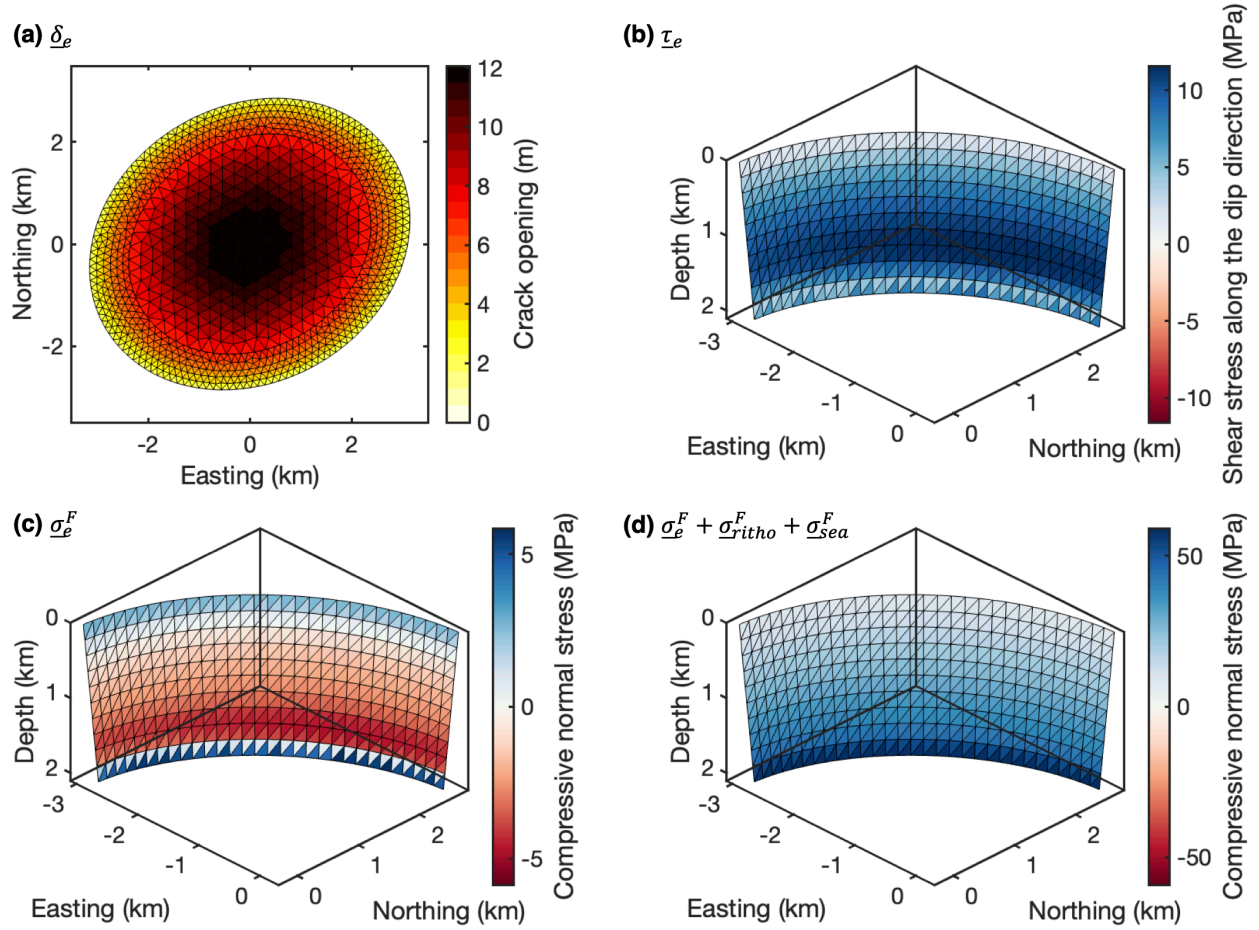 (a) δe
Northing (km)
2
0
-2
-2 0 2
Easting (km)
12
10
8
6
4
2
0
Crack opening (m)
(b) τe
Depth (km)
0
1
2
-3
-2
-1
0
Easting (km)
0
1
2
Northing (km)
10
5
0
-5
-10
Shear stress along the dip direction (MPa)
(c) σeF
Depth (km)
0
1
2
-3
-2
-1
0
Easting (km)
0
1
2
Northing (km)
5
0
-5
Compressive normal stress (MPa)
(d) σeF + σrithoF + σseaF
Depth (km)
0
1
2
-3
-2
-1
0
Easting (km)
0
1
2
Northing (km)
50
0
-50
Compressive normal stress (MPa)